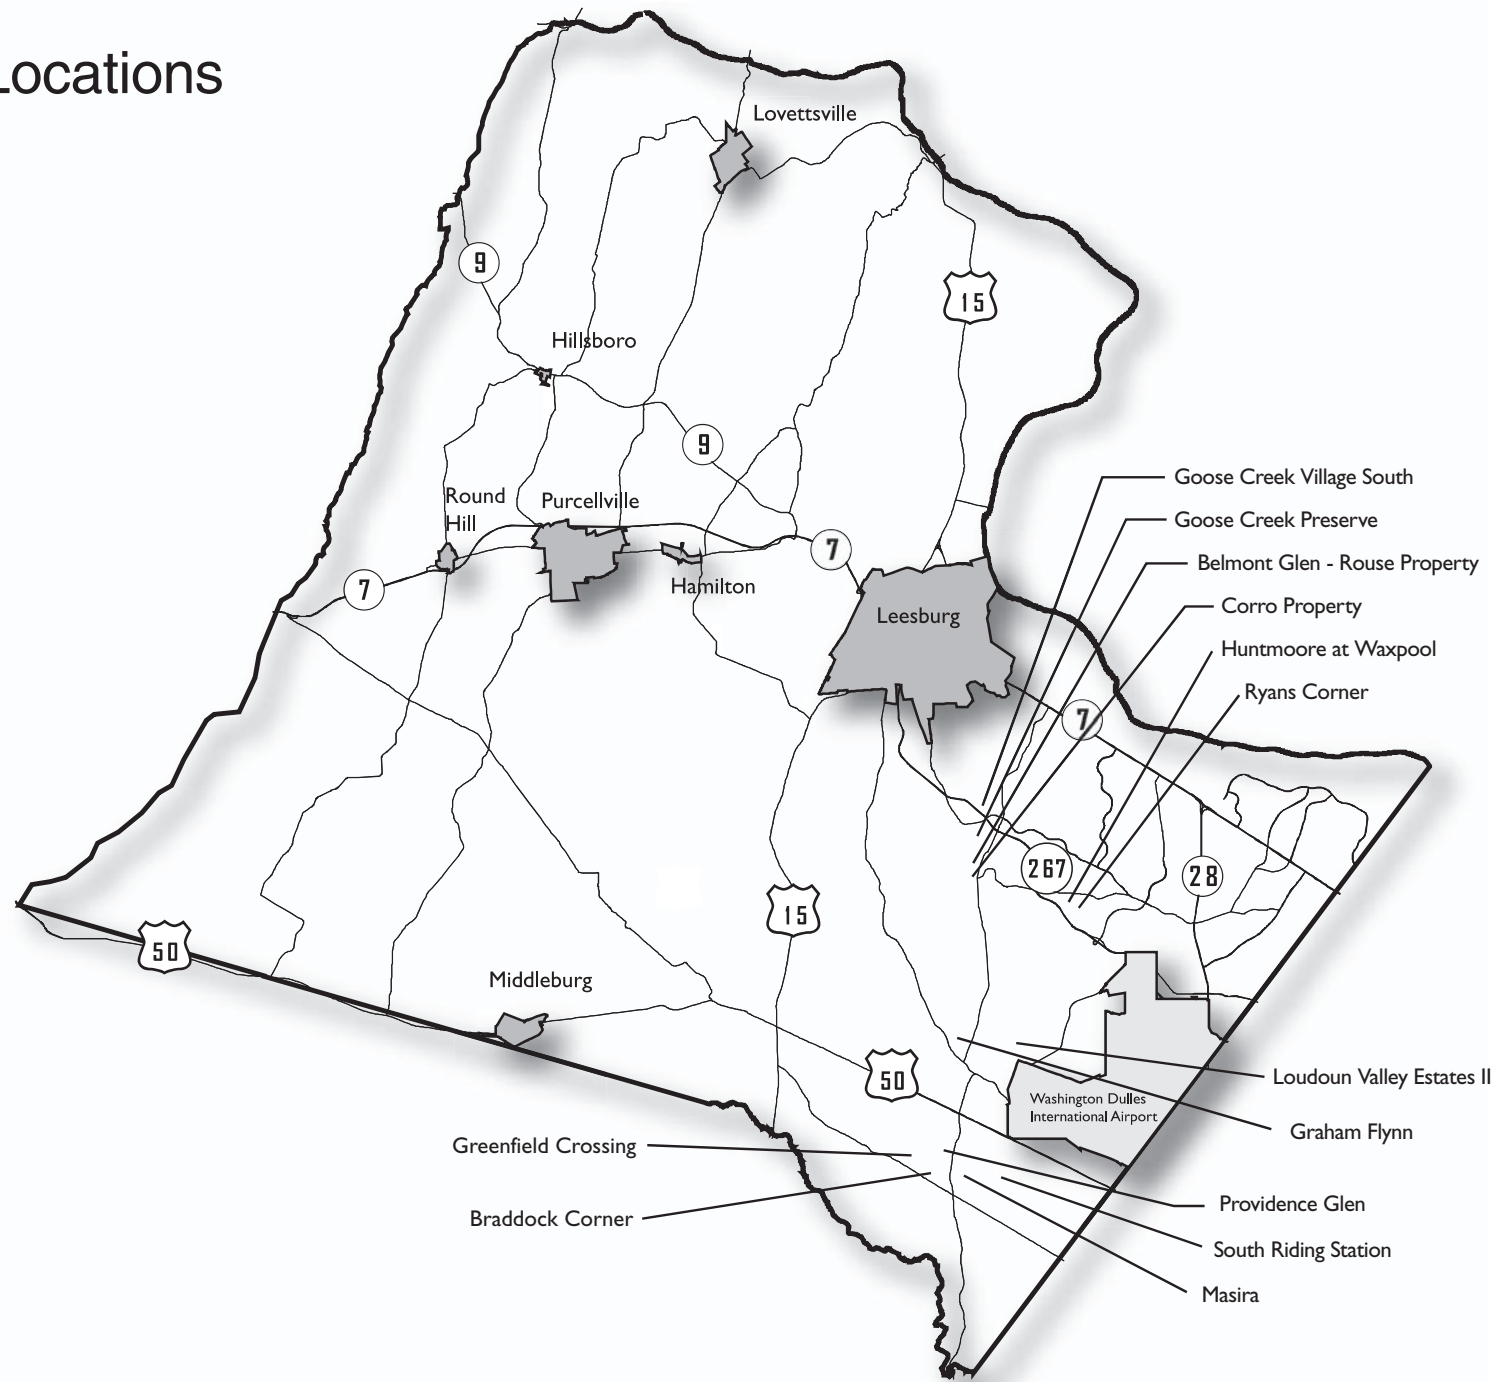 Locations
Lovettsville
9
15
Hillsboro
9
Goose Creek Village South
Round
Hill
Purcellville
Goose Creek Preserve
7
Belmont Glen - Rouse Property
7
Hamilton
Leesburg
Corro Property
Huntmoore at Waxpool
Ryans Corner
7
267
28
15
50
Middleburg
50
Loudoun Valley Estates II
Washington Dulles
International Airport
Graham Flynn
Greenfield Crossing
Providence Glen
Braddock Corner
South Riding Station
Masira